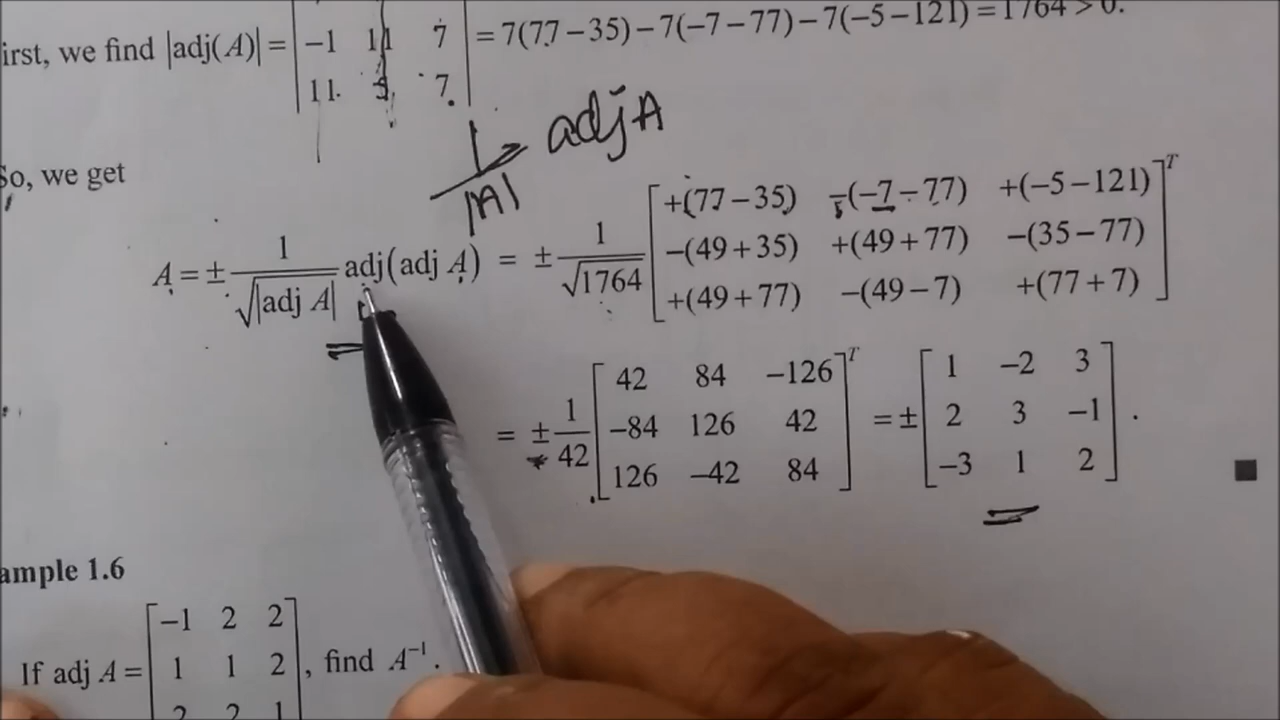 irst, we find |adj(A)| = | −1 11 7 | = 7(77 − 35) − 7(−7 − 77) − 7(−5 − 121) = 1764 > 0.
11 5 7
adj A
|A|
So, we get
A = ± 1/√|adj A| adj(adj A) = ± 1/√1764 [ +(77 − 35) −(−7 − 77) +(−5 − 121) ]ᵀ
−(49 + 35) +(49 + 77) −(35 − 77)
+(49 + 77) −(49 − 7) +(77 + 7)
= ± 1/42 [ 42 84 −126 ]ᵀ = ± [ 1 −2 3 ]
−84 126 42 2 3 −1 .
126 −42 84 −3 1 2
ample 1.6
−1 2 2
If adj A = [ 1 1 2 ], find A⁻¹.
2 2 1